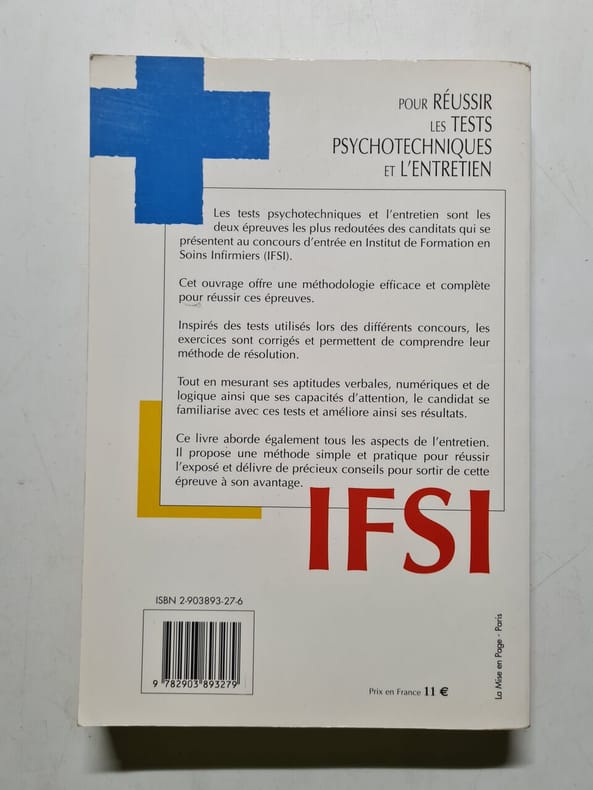 POUR RÉUSSIR
LES TESTS
PSYCHOTECHNIQUES
ET L'ENTRETIEN
Les tests psychotechniques et l'entretien sont les
deux épreuves les plus redoutées des canditats qui se
présentent au concours d'entrée en Institut de Formation en
Soins Infirmiers (IFSI).
Cet ouvrage offre une méthodologie efficace et complète
pour réussir ces épreuves.
Inspirés des tests utilisés lors des différents concours, les
exercices sont corrigés et permettent de comprendre leur
méthode de résolution.
Tout en mesurant ses aptitudes verbales, numériques et de
logique ainsi que ses capacités d'attention, le candidat se
familiarise avec ces tests et améliore ainsi ses résultats.
Ce livre aborde également tous les aspects de l'entretien.
Il propose une méthode simple et pratique pour réussir
l'exposé et délivre de précieux conseils pour sortir de cette
épreuve à son avantage.
IFSI
ISBN 2-903893-27-6
9 782903 893279
Prix en France 11 €
La Mise en Page - Paris